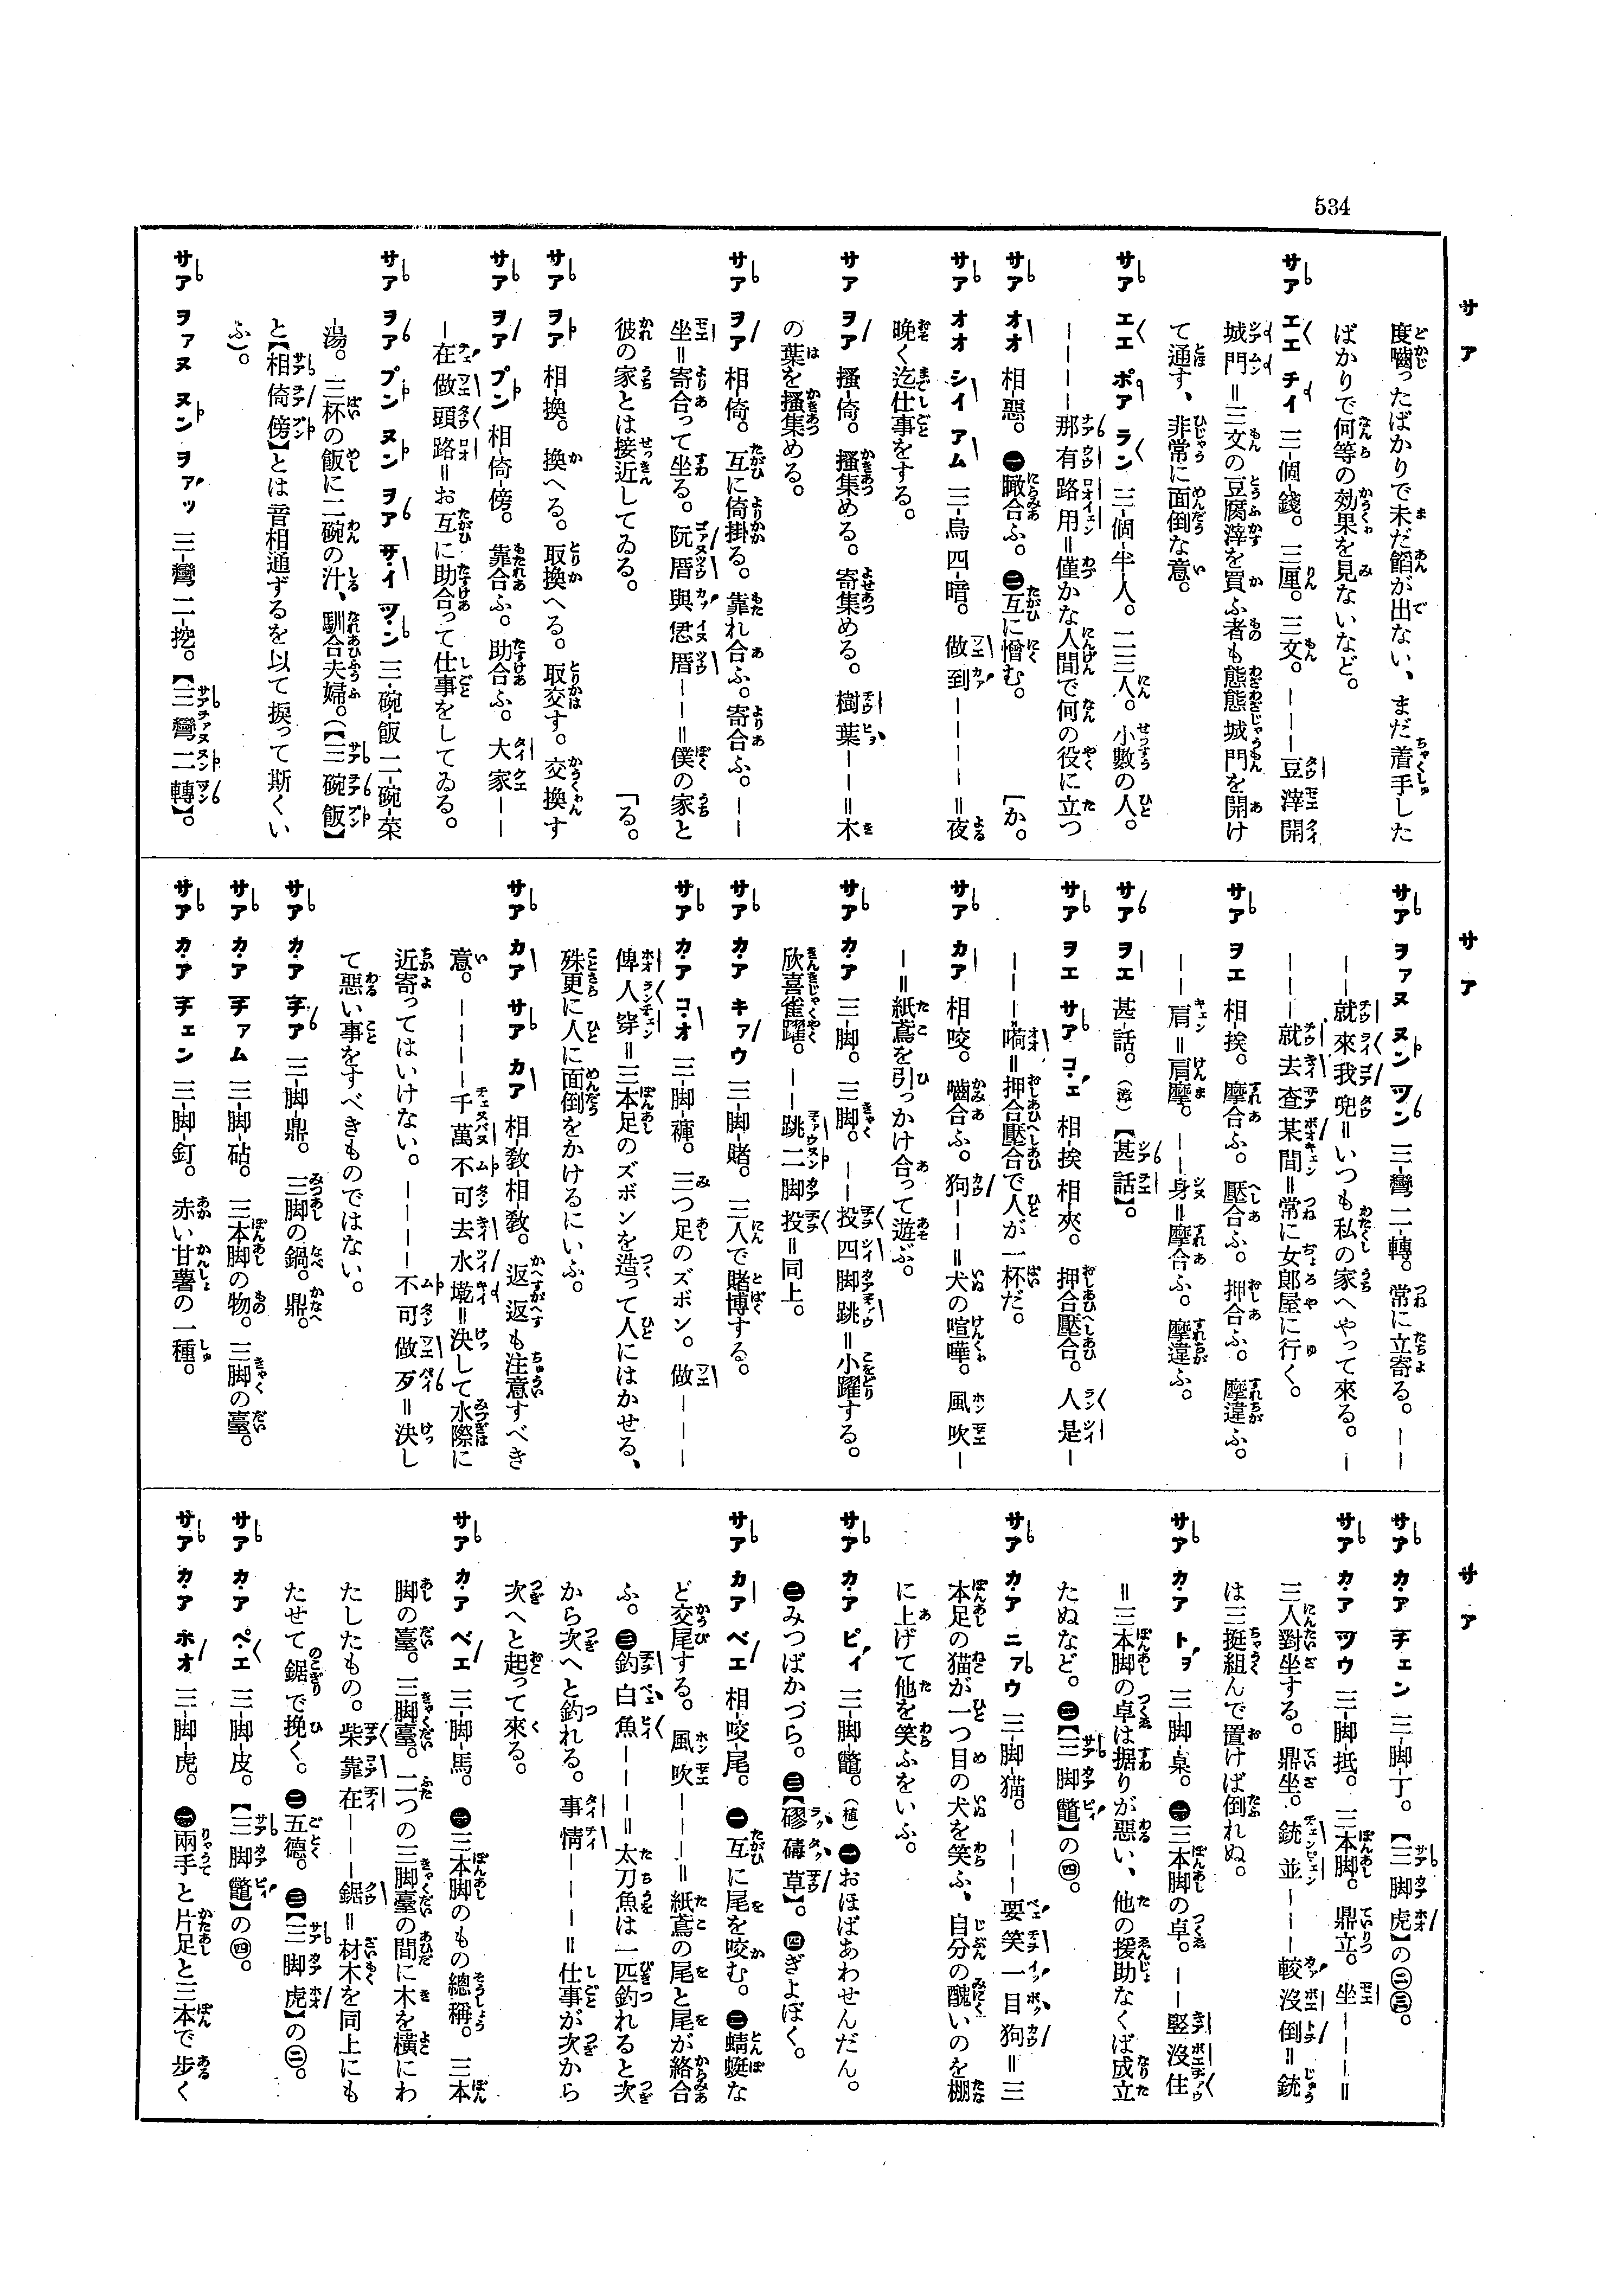 534
サア
サア
サア
度嚙ったばかりで未だ餡が出ない、まだ着手した
ばかりで何等の効果を見ないなど。
サア エエ チイ 三-個-錢。三厘。三文。――― 豆滓開
城門＝三文の豆腐滓を買ふ者も態態城門を開け
て通す、非常に面倒な意。
サア エエ ポア ラン 三-個-半-人。二三人。小數の人。
――――那有路用＝僅かな人間で何の役に立つ
[か。
サア オオ 相-惡。㊀瞰合ふ。㊁互に憎む。
サア オオ シイ アム 三-烏 四-暗。做到――――＝夜
晩く迄仕事をする。
サア ヲア 搔-倚。搔集める。寄集める。樹葉――＝木
の葉を搔集める。
サア ヲア 相-倚。互に倚掛る。靠れ合ふ。寄合ふ。――
坐＝寄合って坐る。阮厝與恁厝――＝僕の家と
彼の家とは接近してゐる。
[る。
サア ヲア 相-換。換へる。取換へる。取交す。交換す
サア ヲア プン 相-倚-傍。靠合ふ。助合ふ。大家――
―在做頭路＝お互に助合って仕事をしてゐる。
サア ヲア プン ヌン ヲア サイ ツン 三-碗-飯 二-碗-菜
-湯。三杯の飯に二碗の汁、馴合夫婦。（【三碗飯】
と【相倚傍】とは音相通ずるを以て捩って斯くい
ふ）。
サア ヲァヌ ヌン ヲァッ 三-彎 二-挖。【三彎二轉】。
サア ヲァヌ ヌン ツン 三-彎 二-轉。常に立寄る。――
――就來我兜＝いつも私の家へやって來る。―
―――就去查某間＝常に女郎屋に行く。
サア ヲエ 相-挨。摩合ふ。壓合ふ。押合ふ。摩違ふ。
――肩＝肩摩。――身＝摩合ふ。摩違ふ。
サア ヲエ 甚-話。（漳）【甚話】。
サア ヲエ サア コェ 相-挨 相-夾。押合壓合。人是―
―――嗃＝押合壓合で人が一杯だ。
サア カア 相-咬。嚙合ふ。狗――＝犬の喧嘩。風吹―
―＝紙鳶を引っかけ合って遊ぶ。
サア カア 三-脚。三脚。――投四脚跳＝小躍する。
欣喜雀躍。――跳二脚投＝同上。
サア カア キァウ 三-脚-賭。三人で賭博する。
サア カア コオ 三-脚-褲。三つ足のズボン。做―――
俾人穿＝三本足のズボンを造って人にはかせる、
殊更に人に面倒をかけるにいふ。
サア カア サア カア 相-敎-相-敎。返返も注意すべき
意。――――千萬不可去水墘＝決して水際に
近寄ってはいけない。――――不可做歹＝決し
て惡い事をすべきものではない。
サア カア チア 三-脚-鼎。三脚の鍋。鼎。
サア カア チァム 三-脚-砧。三本脚の物。三脚の臺。
サア カア チェン 三-脚-釘。赤い甘薯の一種。
サア カア チェン 三-脚-丁。【三脚虎】の㊁㊂。
サア カア ツウ 三-脚-抵。三本脚。鼎立。坐―――＝
三人對坐する。鼎坐。銃並―――較沒倒＝銃
は三挺組んで置けば倒れぬ。
サア カア トヲ 三-脚-桌。㊀三本脚の卓。――竪沒住
＝三本脚の卓は据りが惡い、他の援助なくば成立
たぬなど。㊁【三脚鼈】の㊃。
サア カア ニァウ 三-脚-猫。―――要笑一目狗＝三
本足の猫が一つ目の犬を笑ふ、自分の醜いのを棚
に上げて他を笑ふをいふ。
サア カア ピィ 三-脚-鼈。（植）㊀おほばあわせんだん。
㊁みつばかづら。㊂【磟碡草】。㊃ぎよぼく。
サア カア ベエ 相-咬-尾。㊀互に尾を咬む。㊁蜻蜓な
ど交尾する。風吹―――＝紙鳶の尾と尾が絡合
ふ。㊂釣白魚―――＝太刀魚は一匹釣れると次
から次へと釣れる。事情―――＝仕事が次から
次へと起って來る。
サア カア ベエ 三-脚-馬。㊀三本脚のもの總稱。三本
脚の臺。三脚臺。二つの三脚臺の間に木を橫にわ
たしたもの。柴靠在―――鋸＝材木を同上にも
たせて鋸で挽く。㊁五德。㊂【三脚虎】の㊁。
サア カア ペエ 三-脚-皮。【三脚鼈】の㊃。
サア カア ホオ 三-脚-虎。㊀兩手と片足と三本で步く